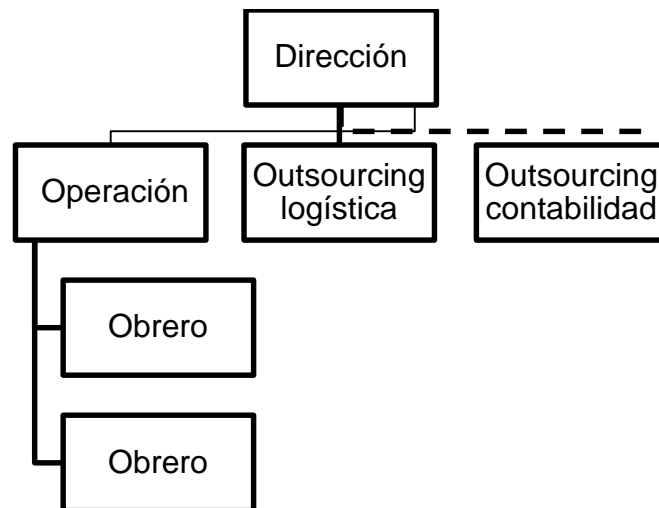 Dirección
Operación
Outsourcing
logística
Outsourcing
contabilidad
Obrero
Obrero